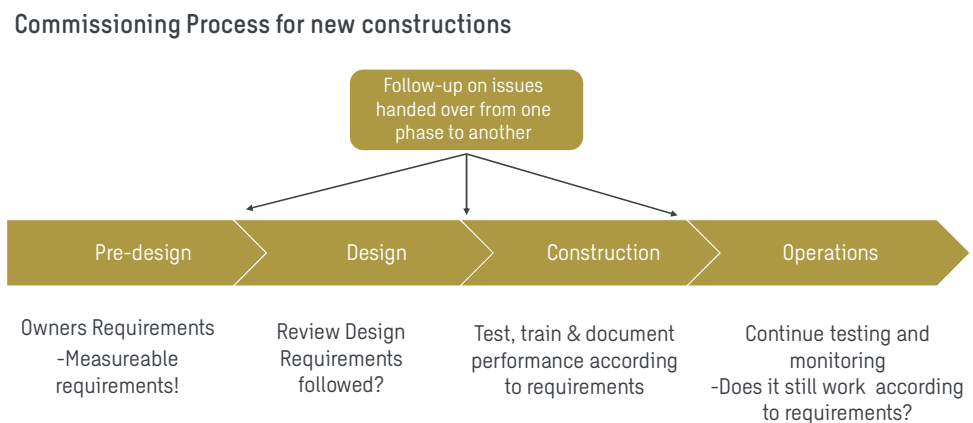 Commissioning Process for new constructions
Follow-up on issues
handed over from one
phase to another
Pre-design
Design
Construction
Operations
Owners Requirements
-Measureable
requirements!
Review Design
Requirements
followed?
Test, train & document
performance according
to requirements
Continue testing and
monitoring
-Does it still work according
to requirements?